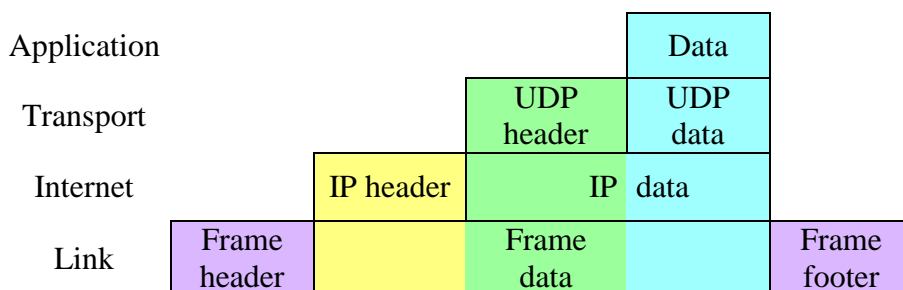 Application Data
Transport UDP header UDP data
Internet IP header IP data
Link Frame header Frame data Frame footer